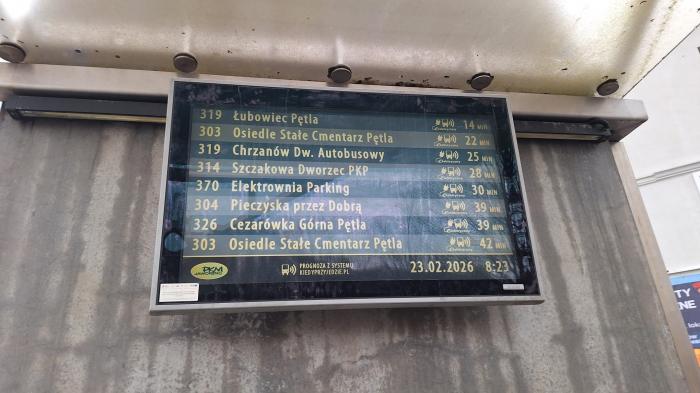 319 Łubowiec Pętla 14 MIN
303 Osiedle Stałe Cmentarz Pętla 22 MIN
319 Chrzanów Dw. Autobusowy 25 MIN
314 Szczakowa Dworzec PKP 28 MIN
370 Elektrownia Parking 30 MIN
304 Pieczyska przez Dobrą 39 MIN
326 Cezarówka Górna Pętla 39 MIN
303 Osiedle Stałe Cmentarz Pętla 42 MIN
PKM
JAWORZNO
PROGNOZA Z SYSTEMU
KIEDYPRZYJEDZIE.PL
23.02.2026 8:23